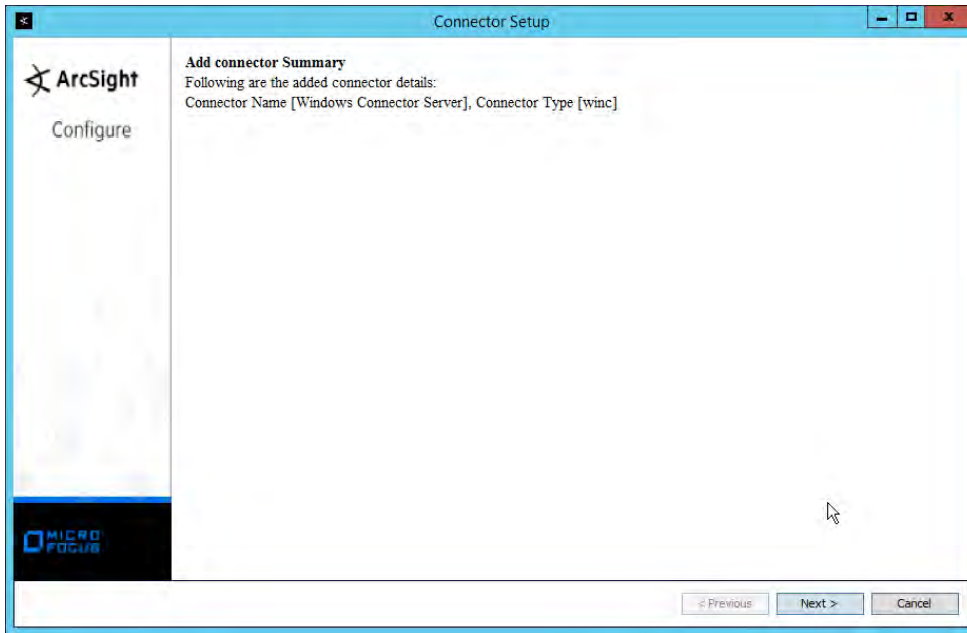 Connector Setup
ArcSight
Configure
Add connector Summary
Following are the added connector details:
Connector Name [Windows Connector Server], Connector Type [winc]
MICRO
FOCUS
< Previous
Next >
Cancel